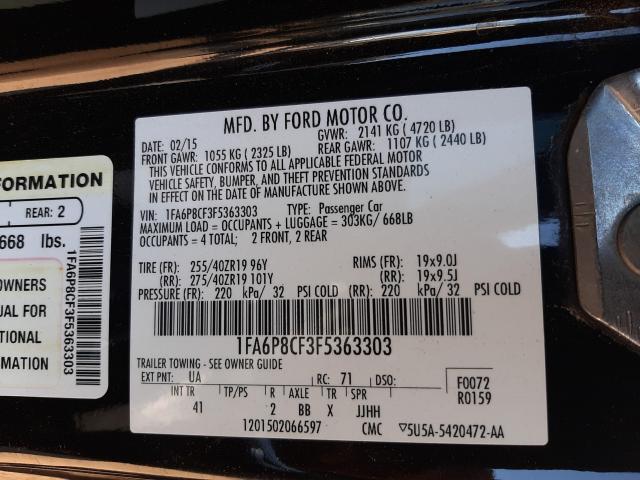 MFD. BY FORD MOTOR CO.
DATE: 02/15 GVWR: 2141 KG ( 4720 LB)
FRONT GAWR: 1055 KG ( 2325 LB) REAR GAWR: 1107 KG ( 2440 LB)
THIS VEHICLE CONFORMS TO ALL APPLICABLE FEDERAL MOTOR
VEHICLE SAFETY, BUMPER, AND THEFT PREVENTION STANDARDS
IN EFFECT ON THE DATE OF MANUFACTURE SHOWN ABOVE.
VIN: 1FA6P8CF3F5363303 TYPE: Passenger Car
MAXIMUM LOAD = OCCUPANTS + LUGGAGE = 303KG/ 668LB
OCCUPANTS = 4 TOTAL; 2 FRONT, 2 REAR
TIRE (FR): 255/40ZR19 96Y RIMS (FR): 19x9.0J
(RR): 275/40ZR19 101Y (RR): 19x9.5J
PRESSURE (FR): 220 kPa/ 32 PSI COLD (RR): 220 kPa/ 32 PSI COLD
1FA6P8CF3F5363303
TRAILER TOWING - SEE OWNER GUIDE
EXT PNT: UA RC: 71 DSO: F0072
INT TR TP/PS R AXLE TR SPR R0159
41 2 BB X JJHH
1201502066597 CMC ▽5U5A-5420472-AA
FORMATION
REAR: 2
668 lbs.
OWNERS
UAL FOR
TIONAL
ION
1FA6P8CF3F5363303